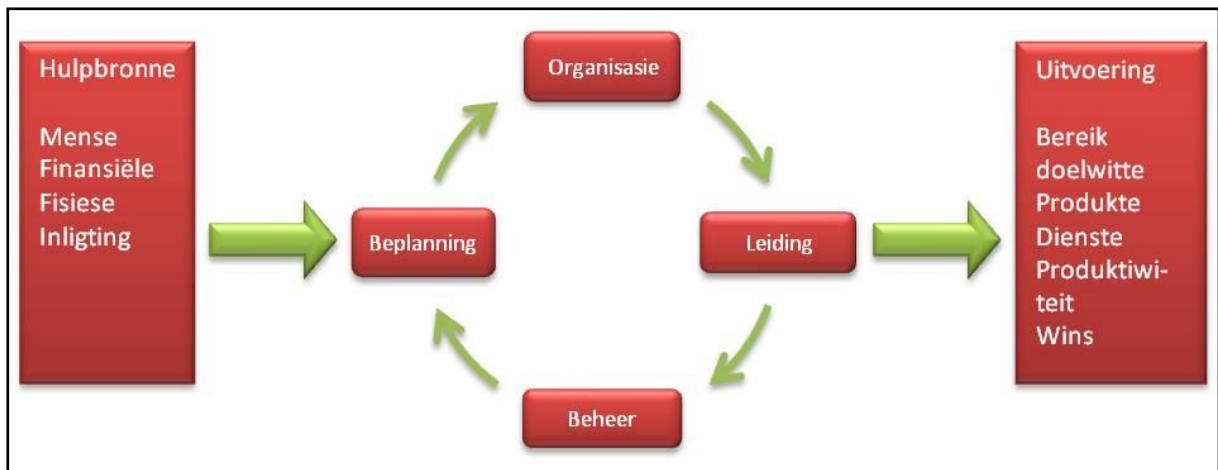 Hulpbronne
Mense
Finansiële
Fisiese
Inligting
Organisasie
Beplanning
Leiding
Beheer
Uitvoering
Bereik
doelwitte
Produkte
Dienste
Produktiwi-
teit
Wins